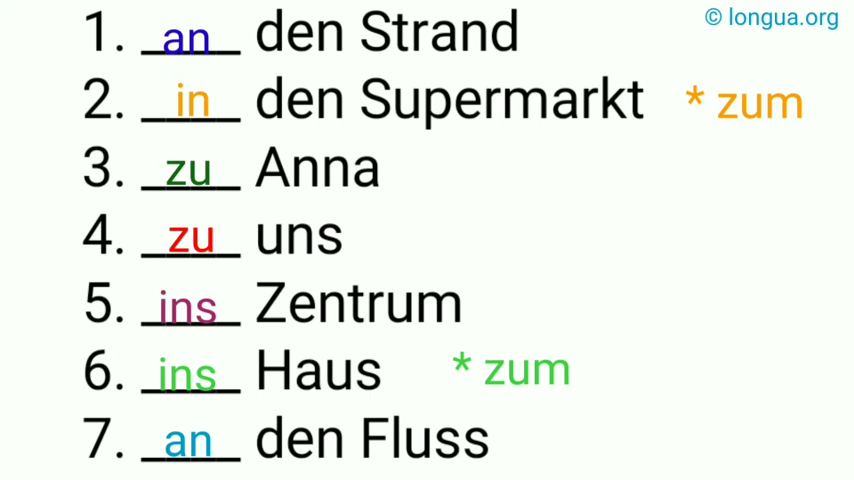 © longua.org
1. an den Strand
2. in den Supermarkt * zum
3. zu Anna
4. zu uns
5. ins Zentrum
6. ins Haus * zum
7. an den Fluss